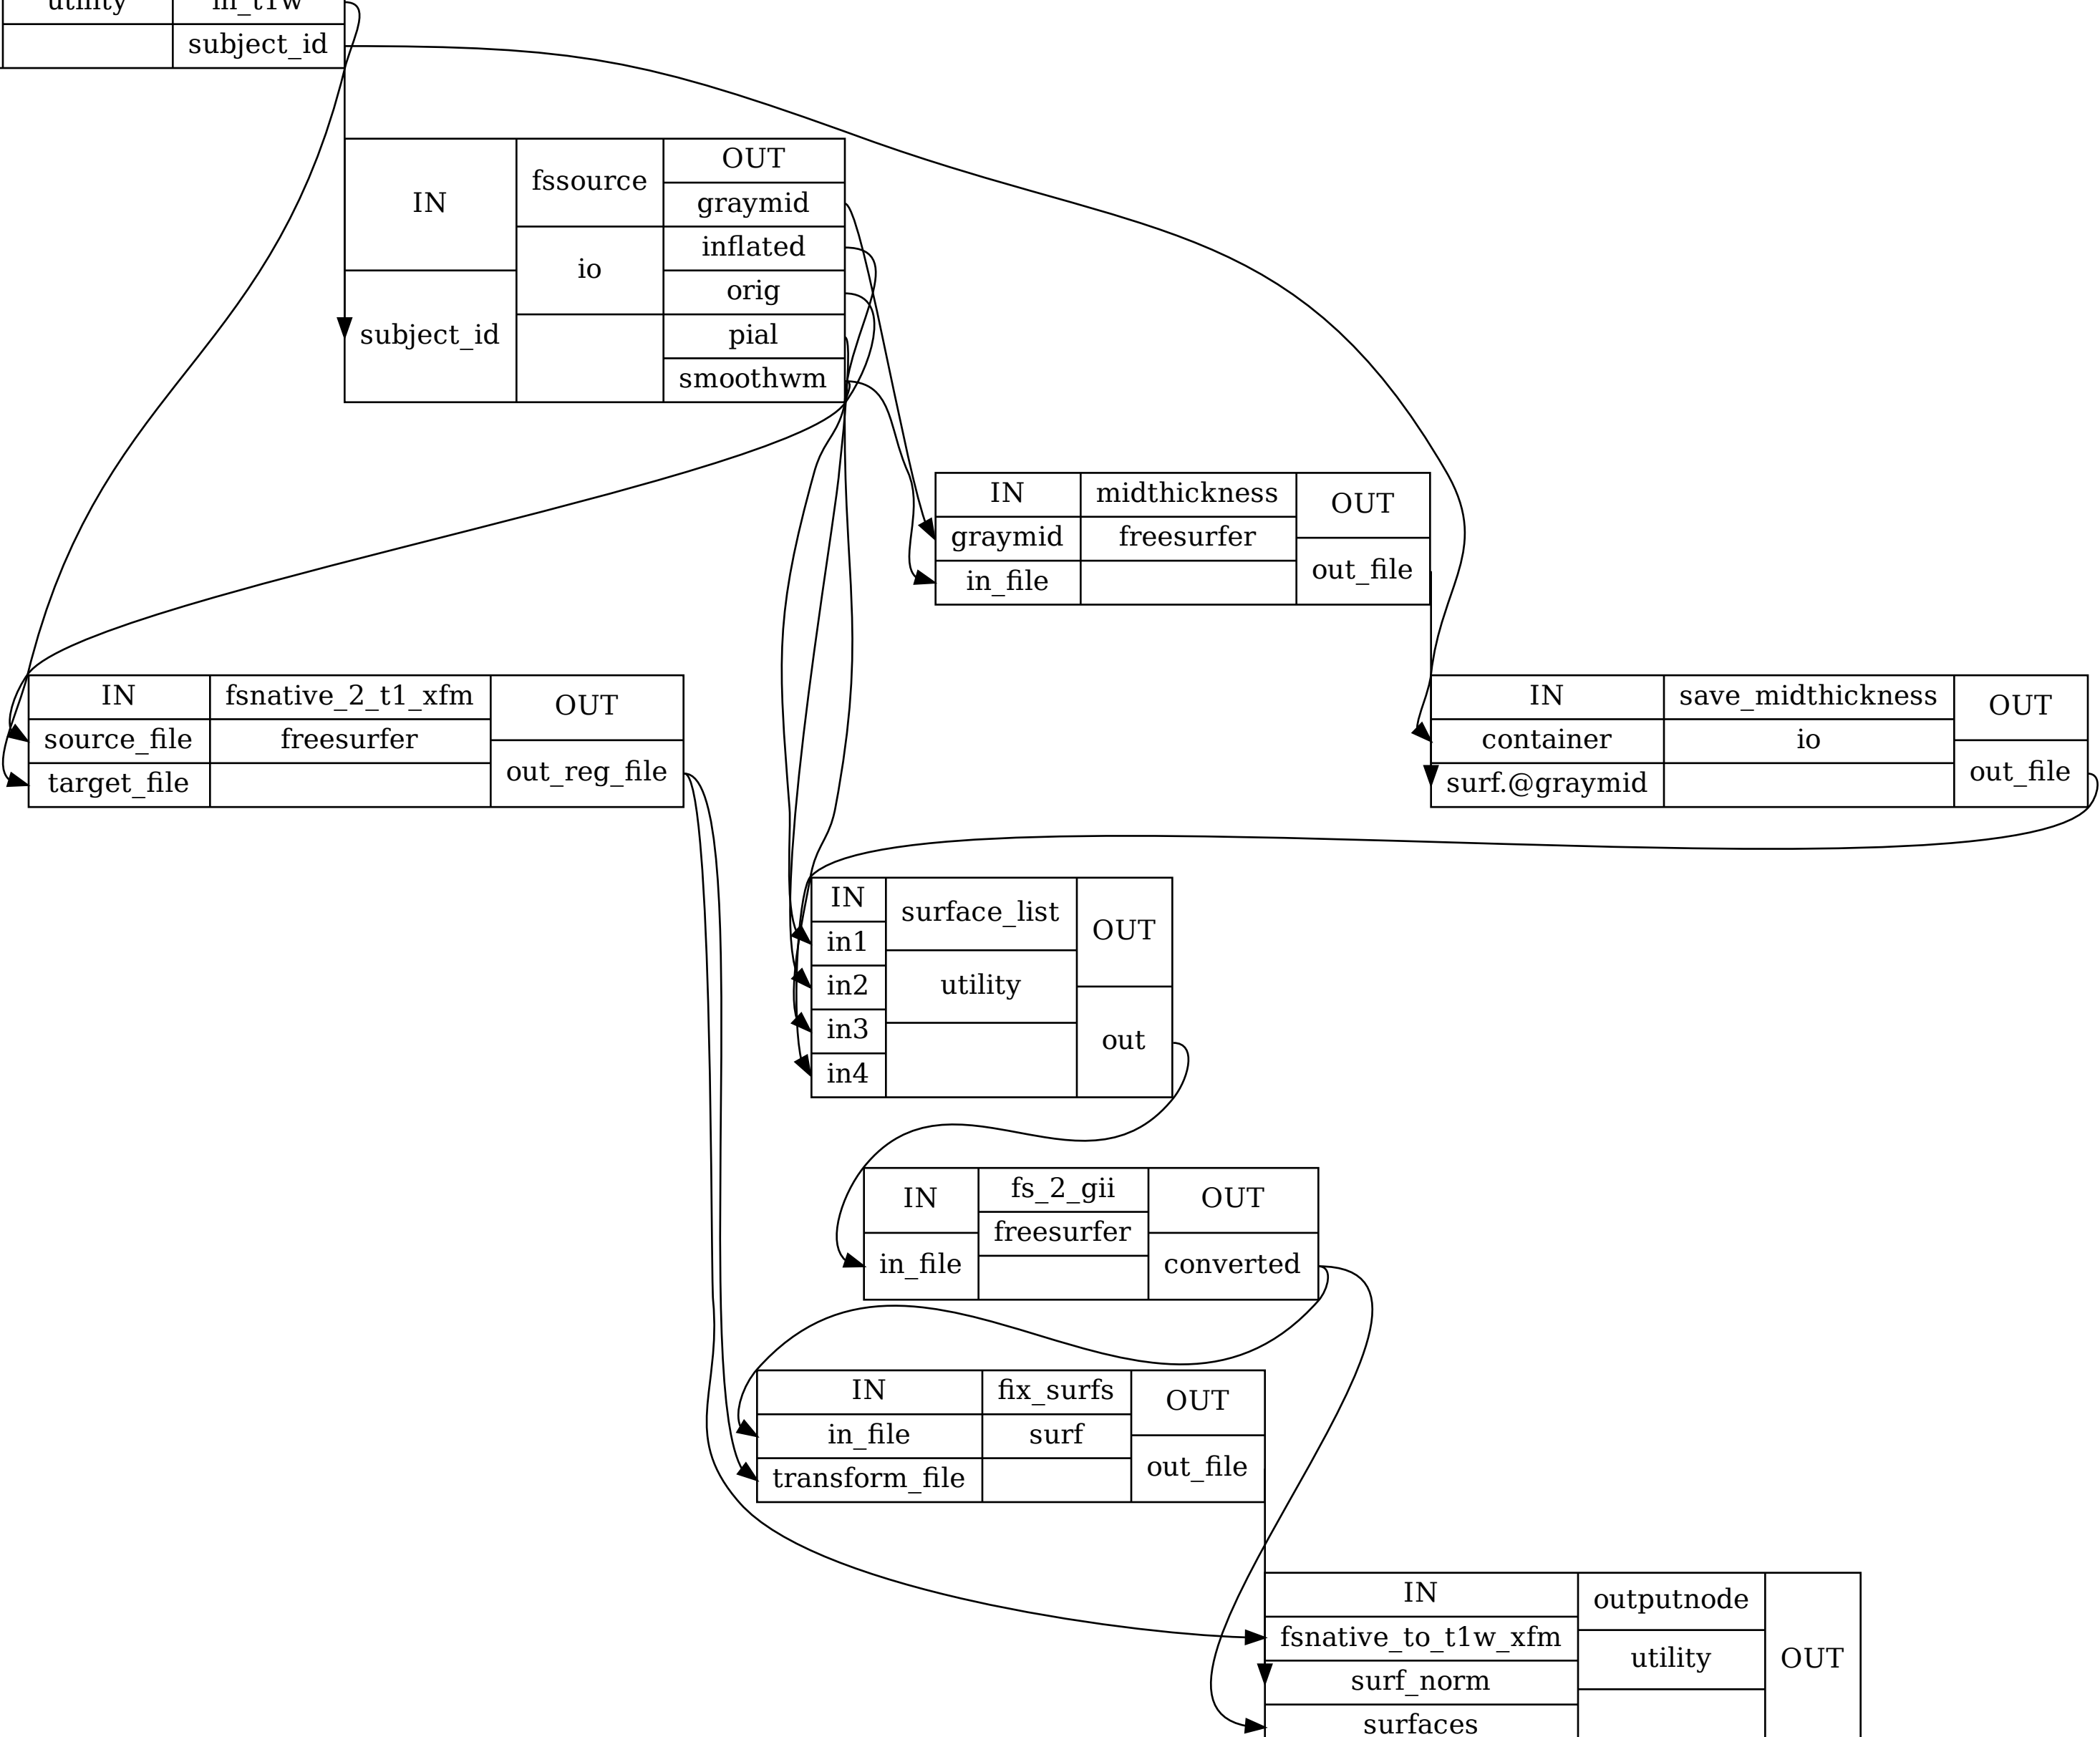 utility
in_t1w
subject_id
IN
subject_id
fssource
io
OUT
graymid
inflated
orig
pial
smoothwm
IN
graymid
in_file
midthickness
freesurfer
OUT
out_file
IN
source_file
target_file
fsnative_2_t1_xfm
freesurfer
OUT
out_reg_file
IN
container
surf.@graymid
save_midthickness
io
OUT
out_file
IN
in1
in2
in3
in4
surface_list
utility
OUT
out
IN
in_file
fs_2_gii
freesurfer
OUT
converted
IN
in_file
transform_file
fix_surfs
surf
OUT
out_file
IN
fsnative_to_t1w_xfm
surf_norm
surfaces
outputnode
utility
OUT